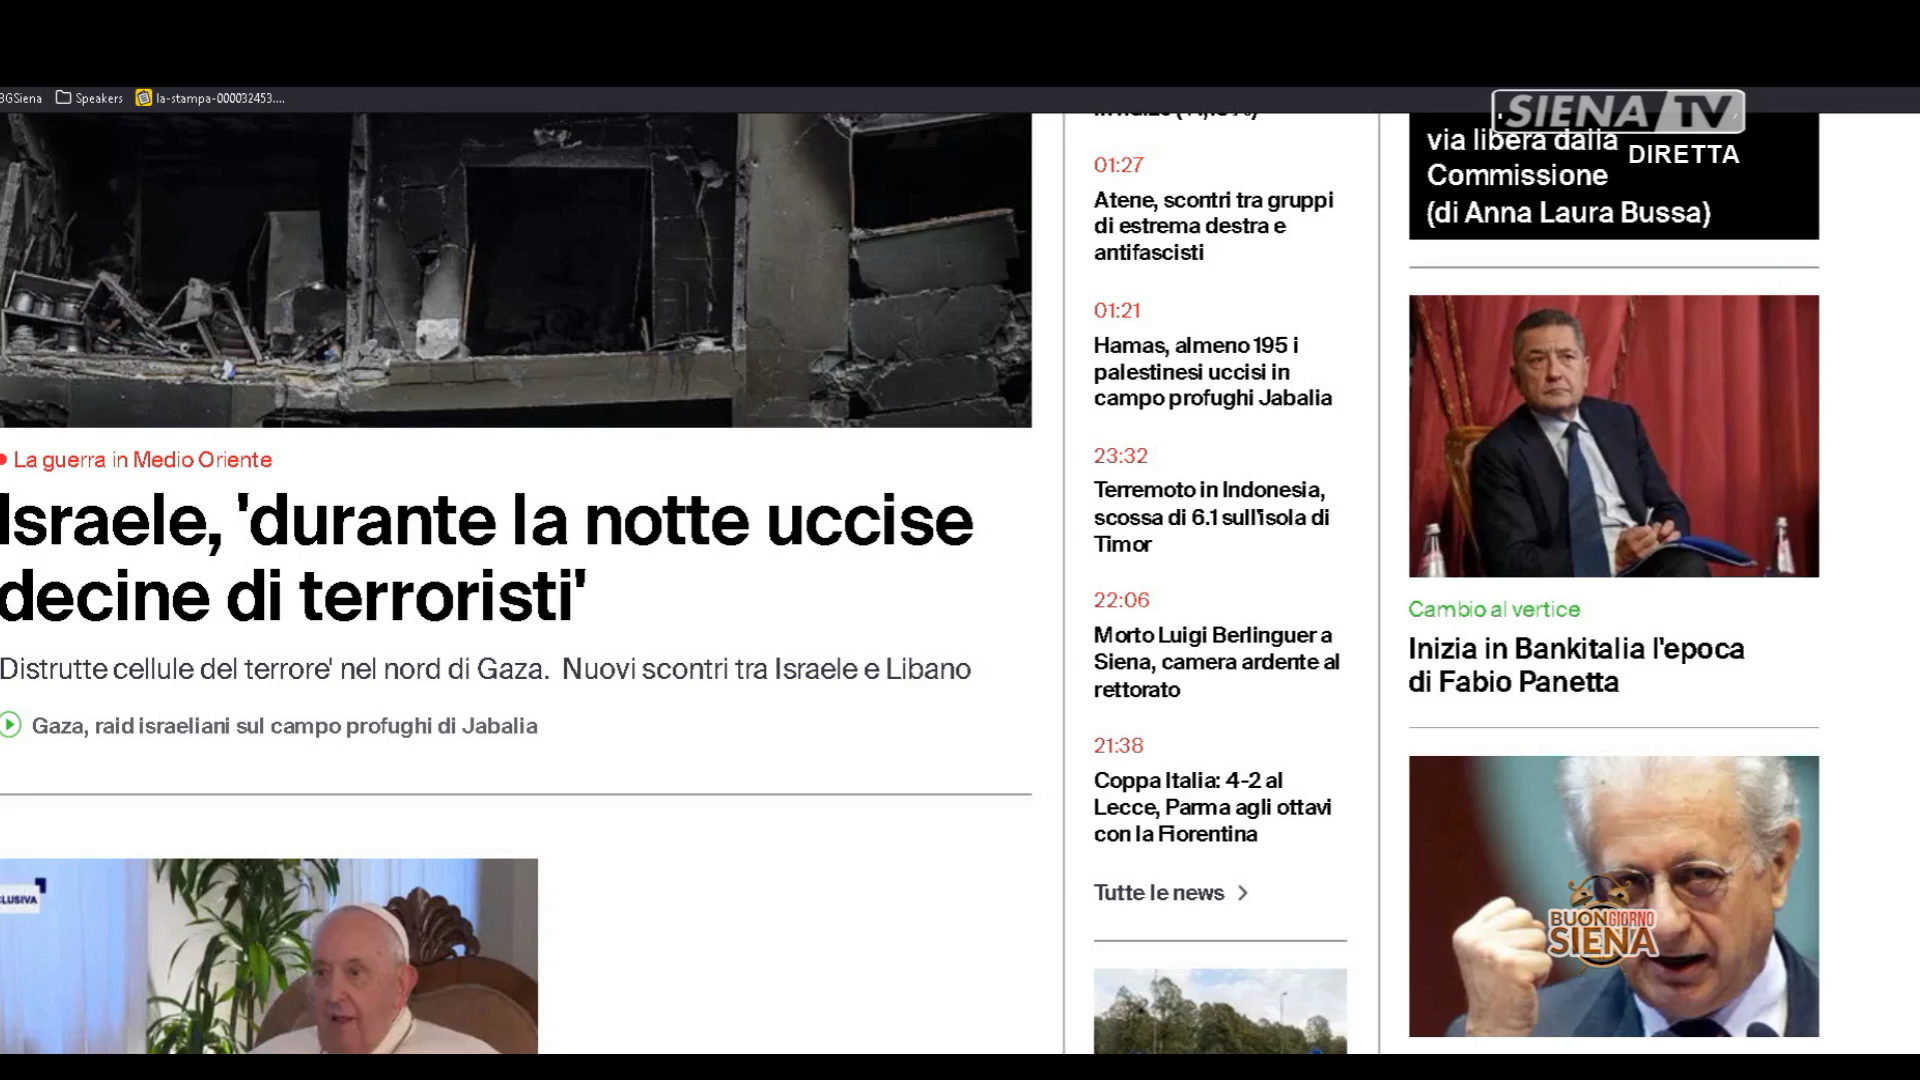 BGSiena
Speakers
la-stampa-000032453....
SIENA TV
DIRETTA
La guerra in Medio Oriente
Israele, 'durante la notte uccise
decine di terroristi'
Distrutte cellule del terrore' nel nord di Gaza. Nuovi scontri tra Israele e Libano
Gaza, raid israeliani sul campo profughi di Jabalia
LUSIVA
01:27
Atene, scontri tra gruppi
di estrema destra e
antifascisti
01:21
Hamas, almeno 195 i
palestinesi uccisi in
campo profughi Jabalia
23:32
Terremoto in Indonesia,
scossa di 6.1 sull'isola di
Timor
22:06
Morto Luigi Berlinguer a
Siena, camera ardente al
rettorato
21:38
Coppa Italia: 4-2 al
Lecce, Parma agli ottavi
con la Fiorentina
Tutte le news
via libera dalla
Commissione
(di Anna Laura Bussa)
Cambio al vertice
Inizia in Bankitalia l'epoca
di Fabio Panetta
BUONGIORNO
SIENA